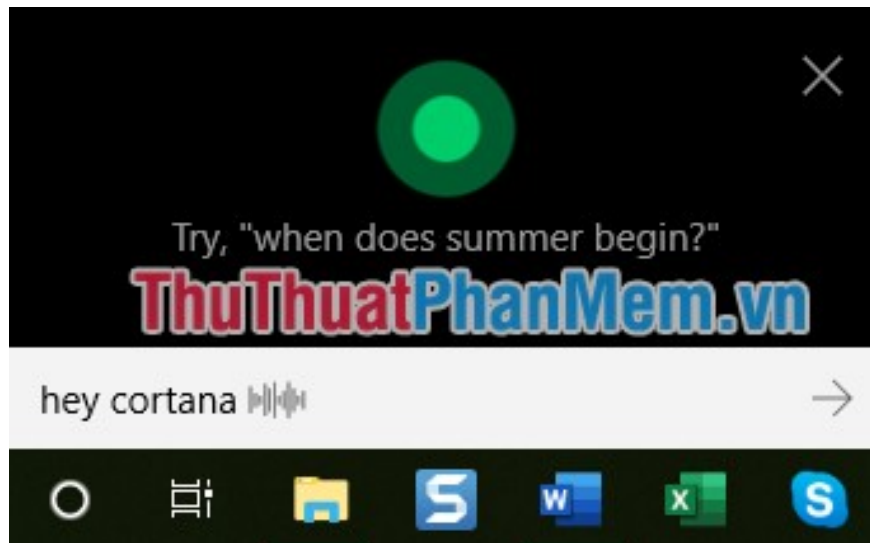 Try, "when does summer begin?"
ThuThuatPhanMem.vn
hey cortana
W
X
S